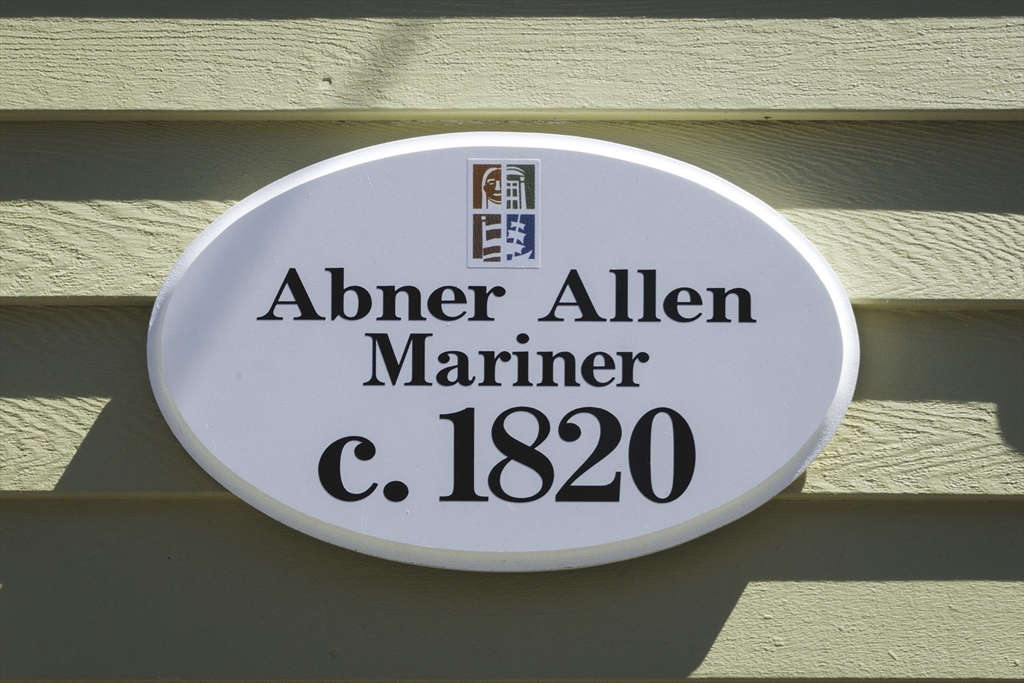 Abner Allen
Mariner
c. 1820